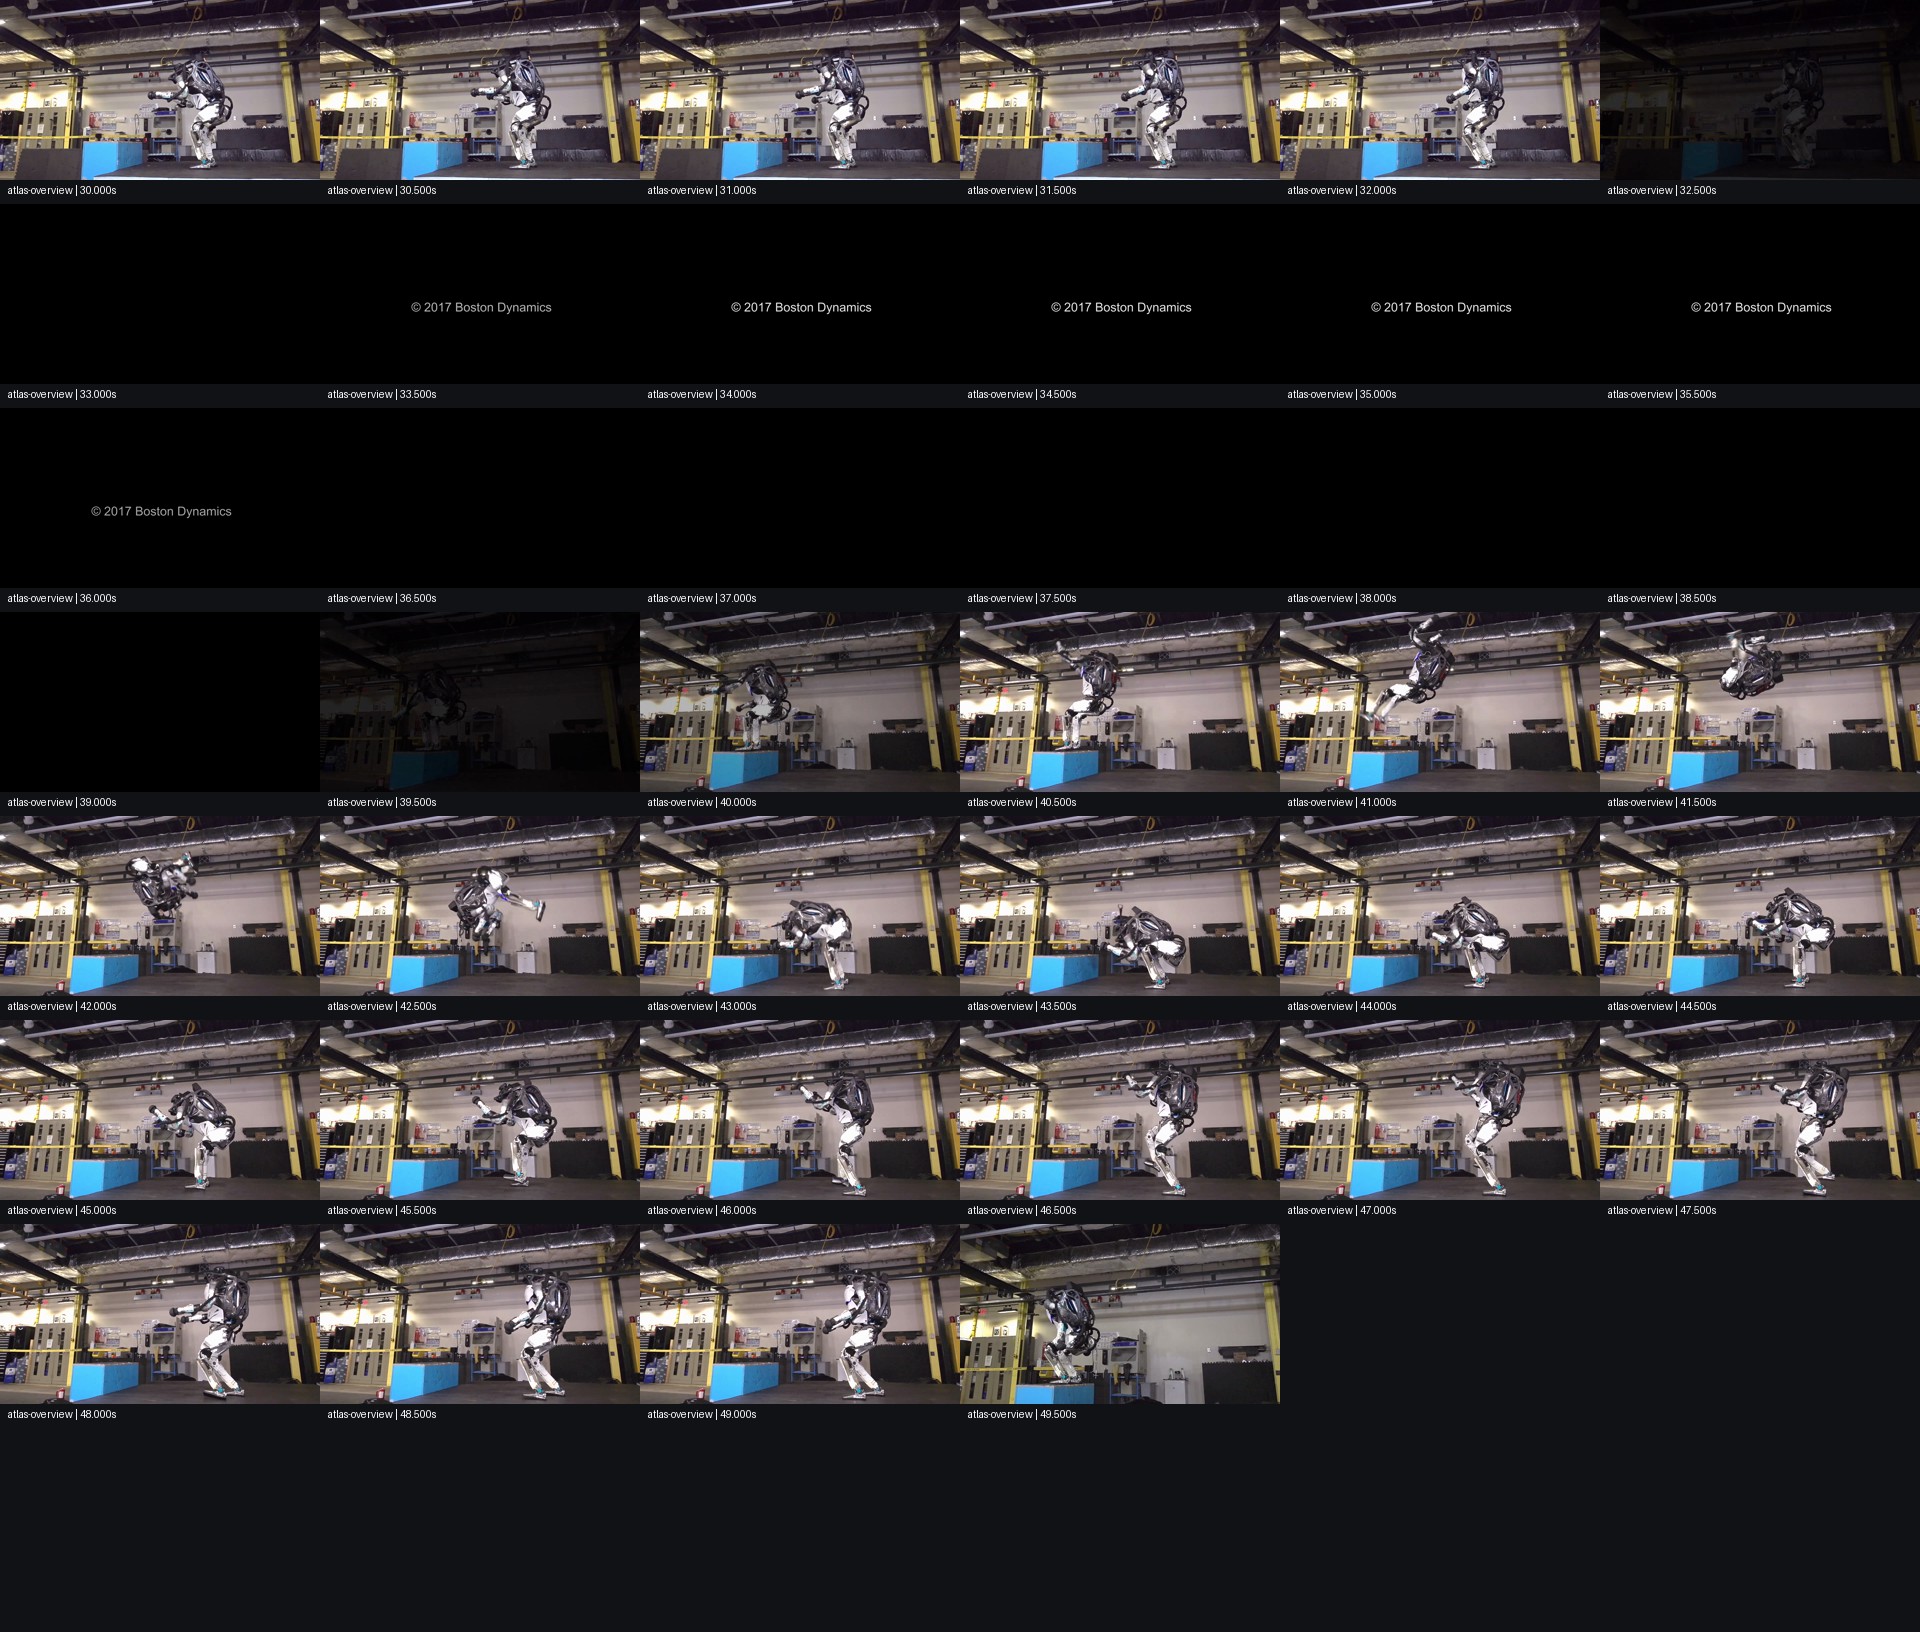 atlas-overview | 30.000s
atlas-overview | 30.500s
atlas-overview | 31.000s
atlas-overview | 31.500s
atlas-overview | 32.000s
atlas-overview | 32.500s
© 2017 Boston Dynamics
© 2017 Boston Dynamics
© 2017 Boston Dynamics
© 2017 Boston Dynamics
© 2017 Boston Dynamics
atlas-overview | 33.000s
atlas-overview | 33.500s
atlas-overview | 34.000s
atlas-overview | 34.500s
atlas-overview | 35.000s
atlas-overview | 35.500s
© 2017 Boston Dynamics
atlas-overview | 36.000s
atlas-overview | 36.500s
atlas-overview | 37.000s
atlas-overview | 37.500s
atlas-overview | 38.000s
atlas-overview | 38.500s
atlas-overview | 39.000s
atlas-overview | 39.500s
atlas-overview | 40.000s
atlas-overview | 40.500s
atlas-overview | 41.000s
atlas-overview | 41.500s
atlas-overview | 42.000s
atlas-overview | 42.500s
atlas-overview | 43.000s
atlas-overview | 43.500s
atlas-overview | 44.000s
atlas-overview | 44.500s
atlas-overview | 45.000s
atlas-overview | 45.500s
atlas-overview | 46.000s
atlas-overview | 46.500s
atlas-overview | 47.000s
atlas-overview | 47.500s
atlas-overview | 48.000s
atlas-overview | 48.500s
atlas-overview | 49.000s
atlas-overview | 49.500s